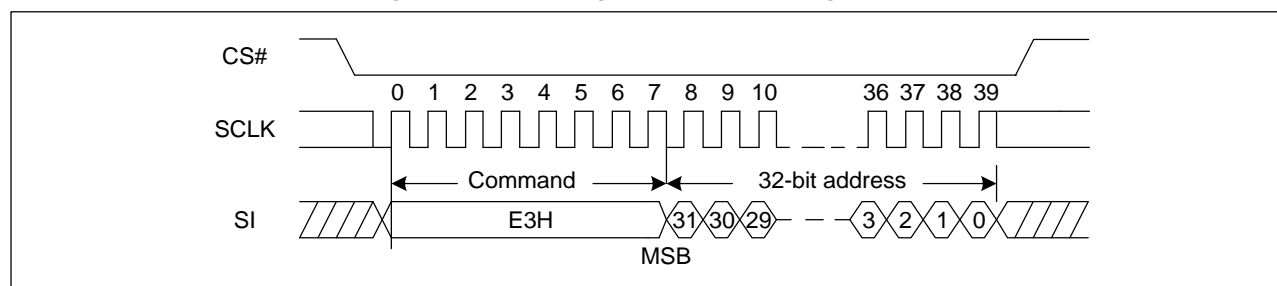 CS#
0 1 2 3 4 5 6 7 8 9 10 36 37 38 39
SCLK
Command 32-bit address
SI E3H 31 30 29 3 2 1 0
MSB